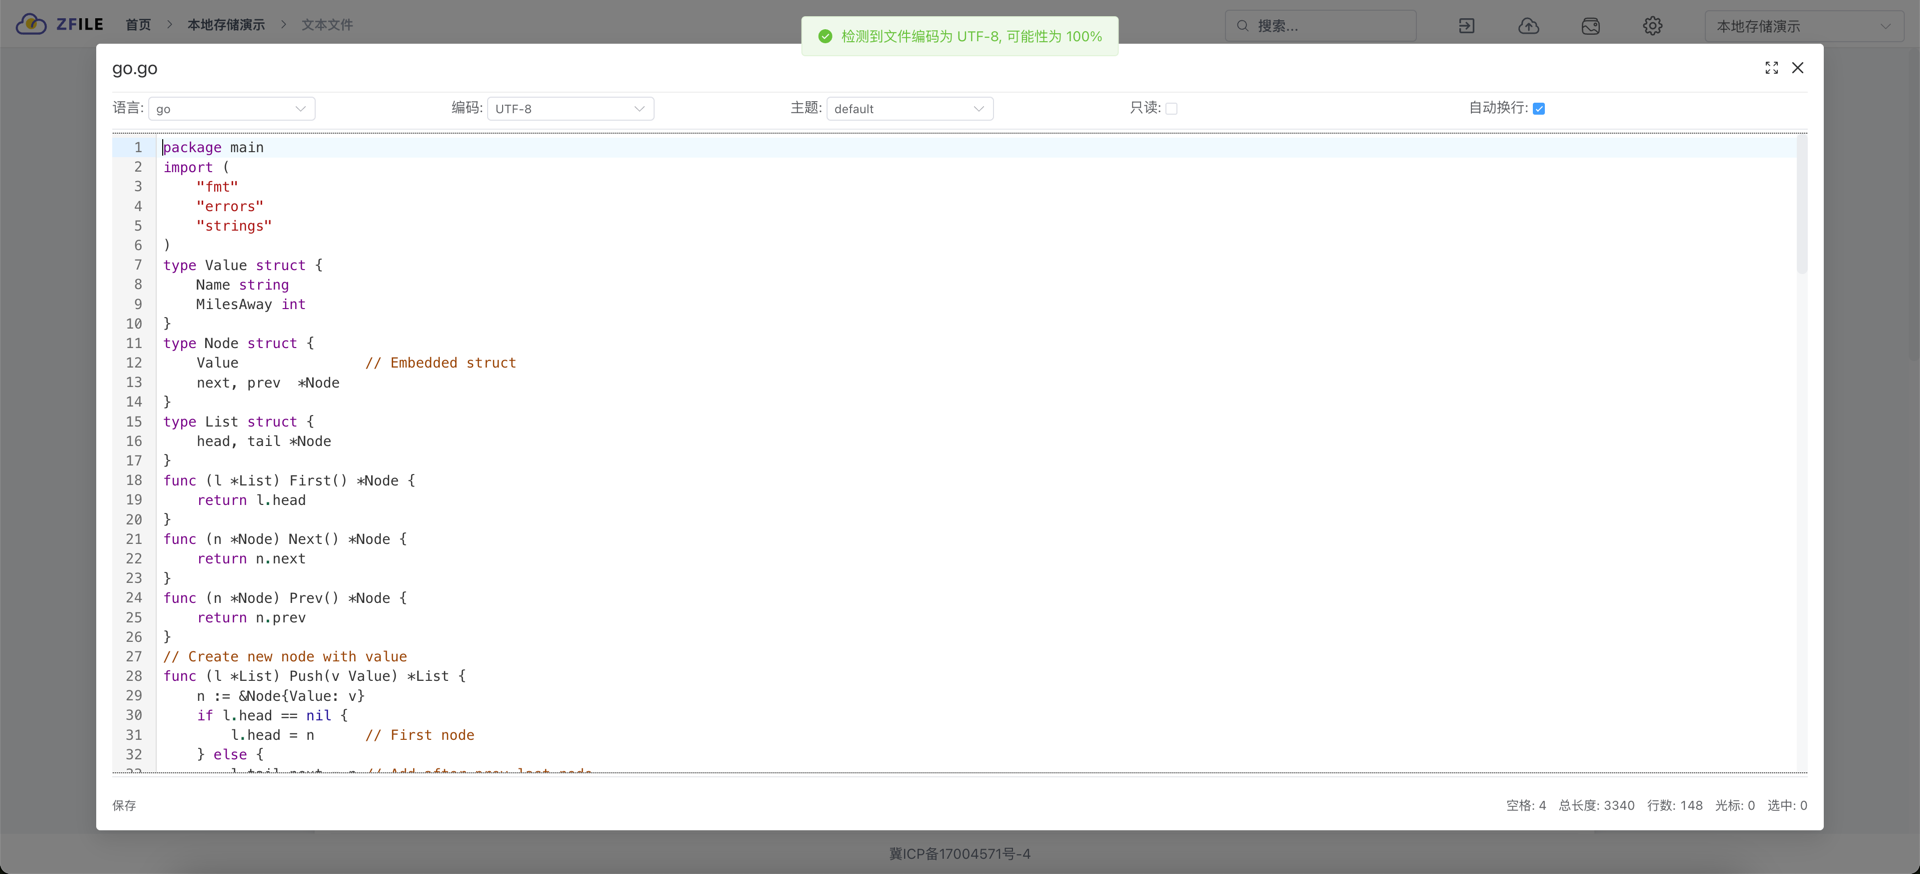 ZFILE 首页 > 本地存储演示 > 文本文件
检测到文件编码为 UTF-8, 可能性为 100%
搜索...
本地存储演示
go.go
语言: go
编码: UTF-8
主题: default
只读:
自动换行:
1 package main
2 import (
3     "fmt"
4     "errors"
5     "strings"
6 )
7 type Value struct {
8     Name string
9     MilesAway int
10 }
11 type Node struct {
12     Value               // Embedded struct
13     next, prev  *Node
14 }
15 type List struct {
16     head, tail *Node
17 }
18 func (l *List) First() *Node {
19     return l.head
20 }
21 func (n *Node) Next() *Node {
22     return n.next
23 }
24 func (n *Node) Prev() *Node {
25     return n.prev
26 }
27 // Create new node with value
28 func (l *List) Push(v Value) *List {
29     n := &Node{Value: v}
30     if l.head == nil {
31         l.head = n      // First node
32     } else {
33         l.tail.next = n // Add after prev last node
保存
空格: 4 总长度: 3340 行数: 148 光标: 0 选中: 0
冀ICP备17004571号-4